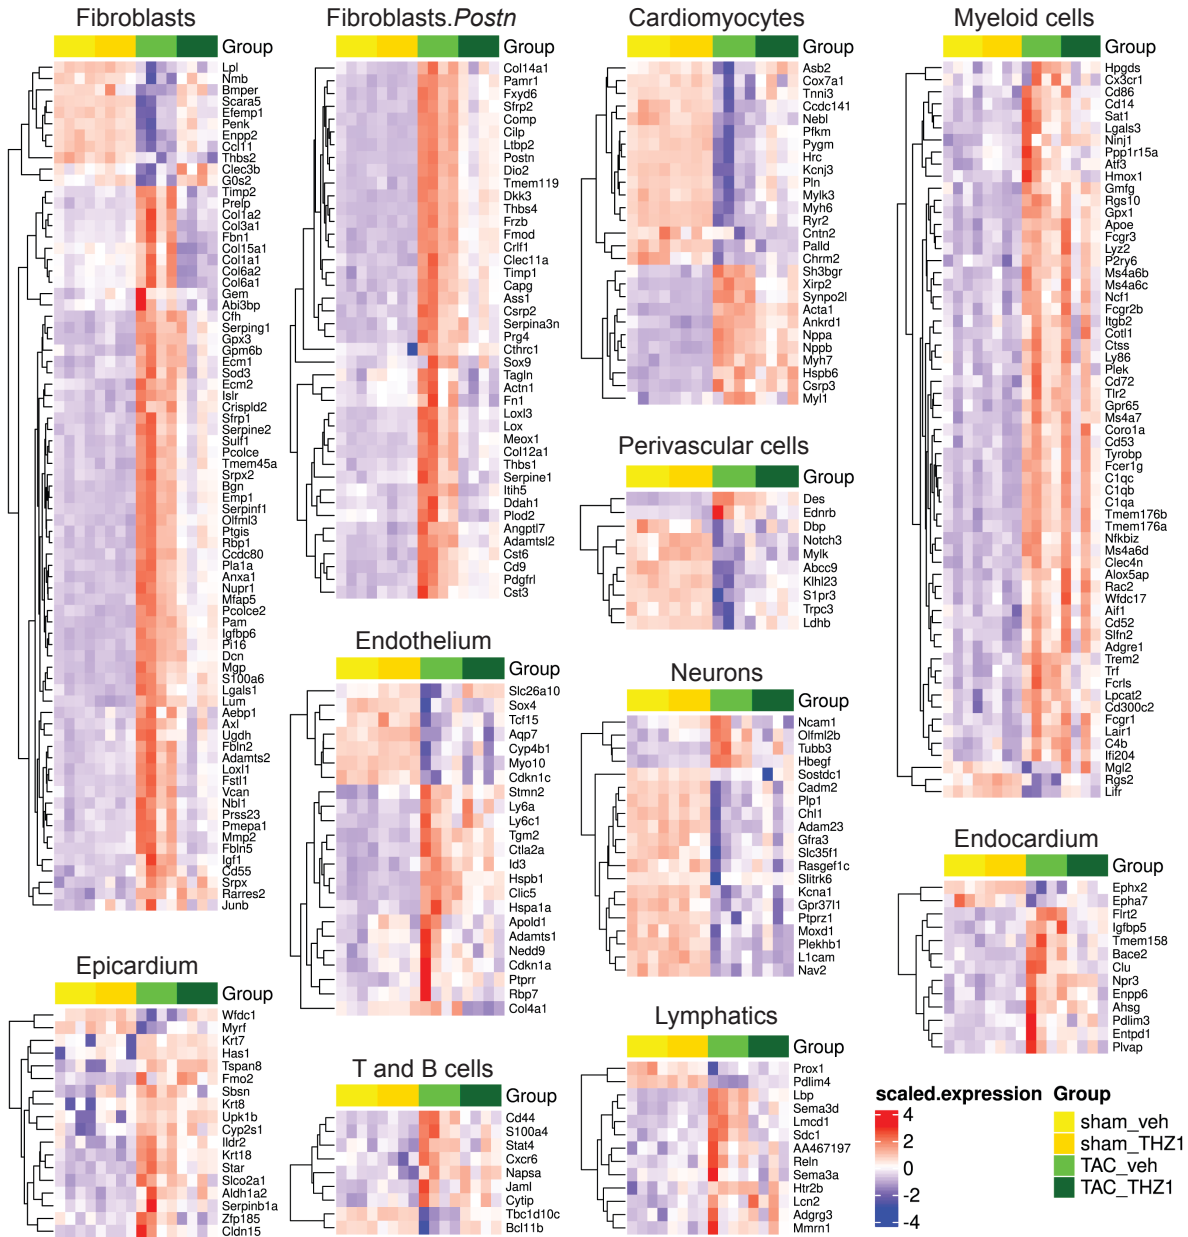 Fibroblasts
Group
Lpl
Nmb
Bmper
Scara5
Efemp1
Penk
Enpp2
Ccl11
Thbs2
Clec3b
G0s2
Timp2
Prelp
Col1a2
Col3a1
Fbn1
Col15a1
Col1a1
Col6a2
Col6a1
Gem
Abi3bp
Cfh
Serping1
Gpx3
Gpm6b
Ecm1
Sod3
Ecm2
Islr
Crispld2
Sfrp1
Serpine2
Sulf1
Pcolce
Tmem45a
Srpx2
Bgn
Emp1
Serpinf1
Olfml3
Ptgis
Rbp1
Ccdc80
Pla1a
Anxa1
Nupr1
Mfap5
Pcolce2
Pam
Igfbp6
Pi16
Dcn
Mgp
S100a6
Lgals1
Lum
Aebp1
Axl
Ugdh
Fbln2
Adamts2
Loxl1
Fstl1
Vcan
Nbl1
Prss23
Pmepa1
Mmp2
Fbln5
Igf1
Cd55
Srpx
Rarres2
Junb
Epicardium
Group
Wfdc1
Myrf
Krt7
Has1
Tspan8
Fmo2
Sbsn
Krt8
Upk1b
Cyp2s1
Ildr2
Krt18
Star
Slco2a1
Aldh1a2
Serpinb1a
Zfp185
Cldn15
Fibroblasts.Postn
Group
Col14a1
Pamr1
Fxyd6
Sfrp2
Comp
Cilp
Ltbp2
Postn
Dio2
Tmem119
Dkk3
Thbs4
Frzb
Fmod
Crlf1
Clec11a
Timp1
Capg
Ass1
Csrp2
Serpina3n
Prg4
Cthrc1
Sox9
Tagln
Actn1
Fn1
Loxl3
Lox
Meox1
Col12a1
Thbs1
Serpine1
Itih5
Ddah1
Plod2
Angptl7
Adamtsl2
Cst6
Cd9
Pdgfrl
Cst3
Endothelium
Group
Slc26a10
Sox4
Tcf15
Aqp7
Cyp4b1
Myo10
Cdkn1c
Stmn2
Ly6a
Ly6c1
Tgm2
Ctla2a
Id3
Hspb1
Clic5
Hspa1a
Apold1
Adamts1
Nedd9
Cdkn1a
Ptprr
Rbp7
Col4a1
T and B cells
Group
Cd44
S100a4
Stat4
Cxcr6
Napsa
Jaml
Cytip
Tbc1d10c
Bcl11b
Cardiomyocytes
Group
Asb2
Cox7a1
Tnni3
Ccdc141
Nebl
Pfkm
Pygm
Hrc
Kcnj3
Pln
Mylk3
Myh6
Ryr2
Cntn2
Palld
Chrm2
Sh3bgr
Xirp2
Synpo2l
Acta1
Ankrd1
Nppa
Nppb
Myh7
Hspb6
Csrp3
Myl1
Perivascular cells
Group
Des
Ednrb
Dbp
Notch3
Mylk
Abcc9
Klhl23
S1pr3
Trpc3
Ldhb
Neurons
Group
Ncam1
Olfml2b
Tubb3
Hbegf
Sostdc1
Cadm2
Plp1
Chl1
Adam23
Gfra3
Slc35f1
Rasgef1c
Slitrk6
Kcna1
Gpr37l1
Ptprz1
Moxd1
Plekhb1
L1cam
Nav2
Lymphatics
Group
Prox1
Pdlim4
Lbp
Sema3d
Lmcd1
Sdc1
AA467197
Reln
Sema3a
Htr2b
Lcn2
Adgrg3
Mmrn1
Myeloid cells
Group
Hpgds
Cx3cr1
Cd86
Cd14
Sat1
Lgals3
Ninj1
Ppp1r15a
Atf3
Hmox1
Gmfg
Rgs10
Gpx1
Apoe
Fcgr3
Lyz2
P2ry6
Ms4a6b
Ms4a6c
Ncf1
Fcgr2b
Itgb2
Cotl1
Ctss
Ly86
Plek
Cd72
Tlr2
Gpr65
Ms4a7
Coro1a
Cd53
Tyrobp
Fcer1g
C1qc
C1qb
C1qa
Tmem176b
Tmem176a
Nfkbiz
Ms4a6d
Clec4n
Alox5ap
Rac2
Wfdc17
Aif1
Cd52
Slfn2
Adgre1
Trem2
Trf
Fcrls
Lpcat2
Cd300c2
Fcgr1
Lair1
C4b
Ifi204
Mgl2
Rgs2
Lifr
Endocardium
Group
Ephx2
Epha7
Flrt2
Igfbp5
Tmem158
Bace2
Clu
Npr3
Enpp6
Ahsg
Pdlim3
Entpd1
Plvap
scaled.expression
4
2
0
-2
-4
Group
sham_veh
sham_THZ1
TAC_veh
TAC_THZ1